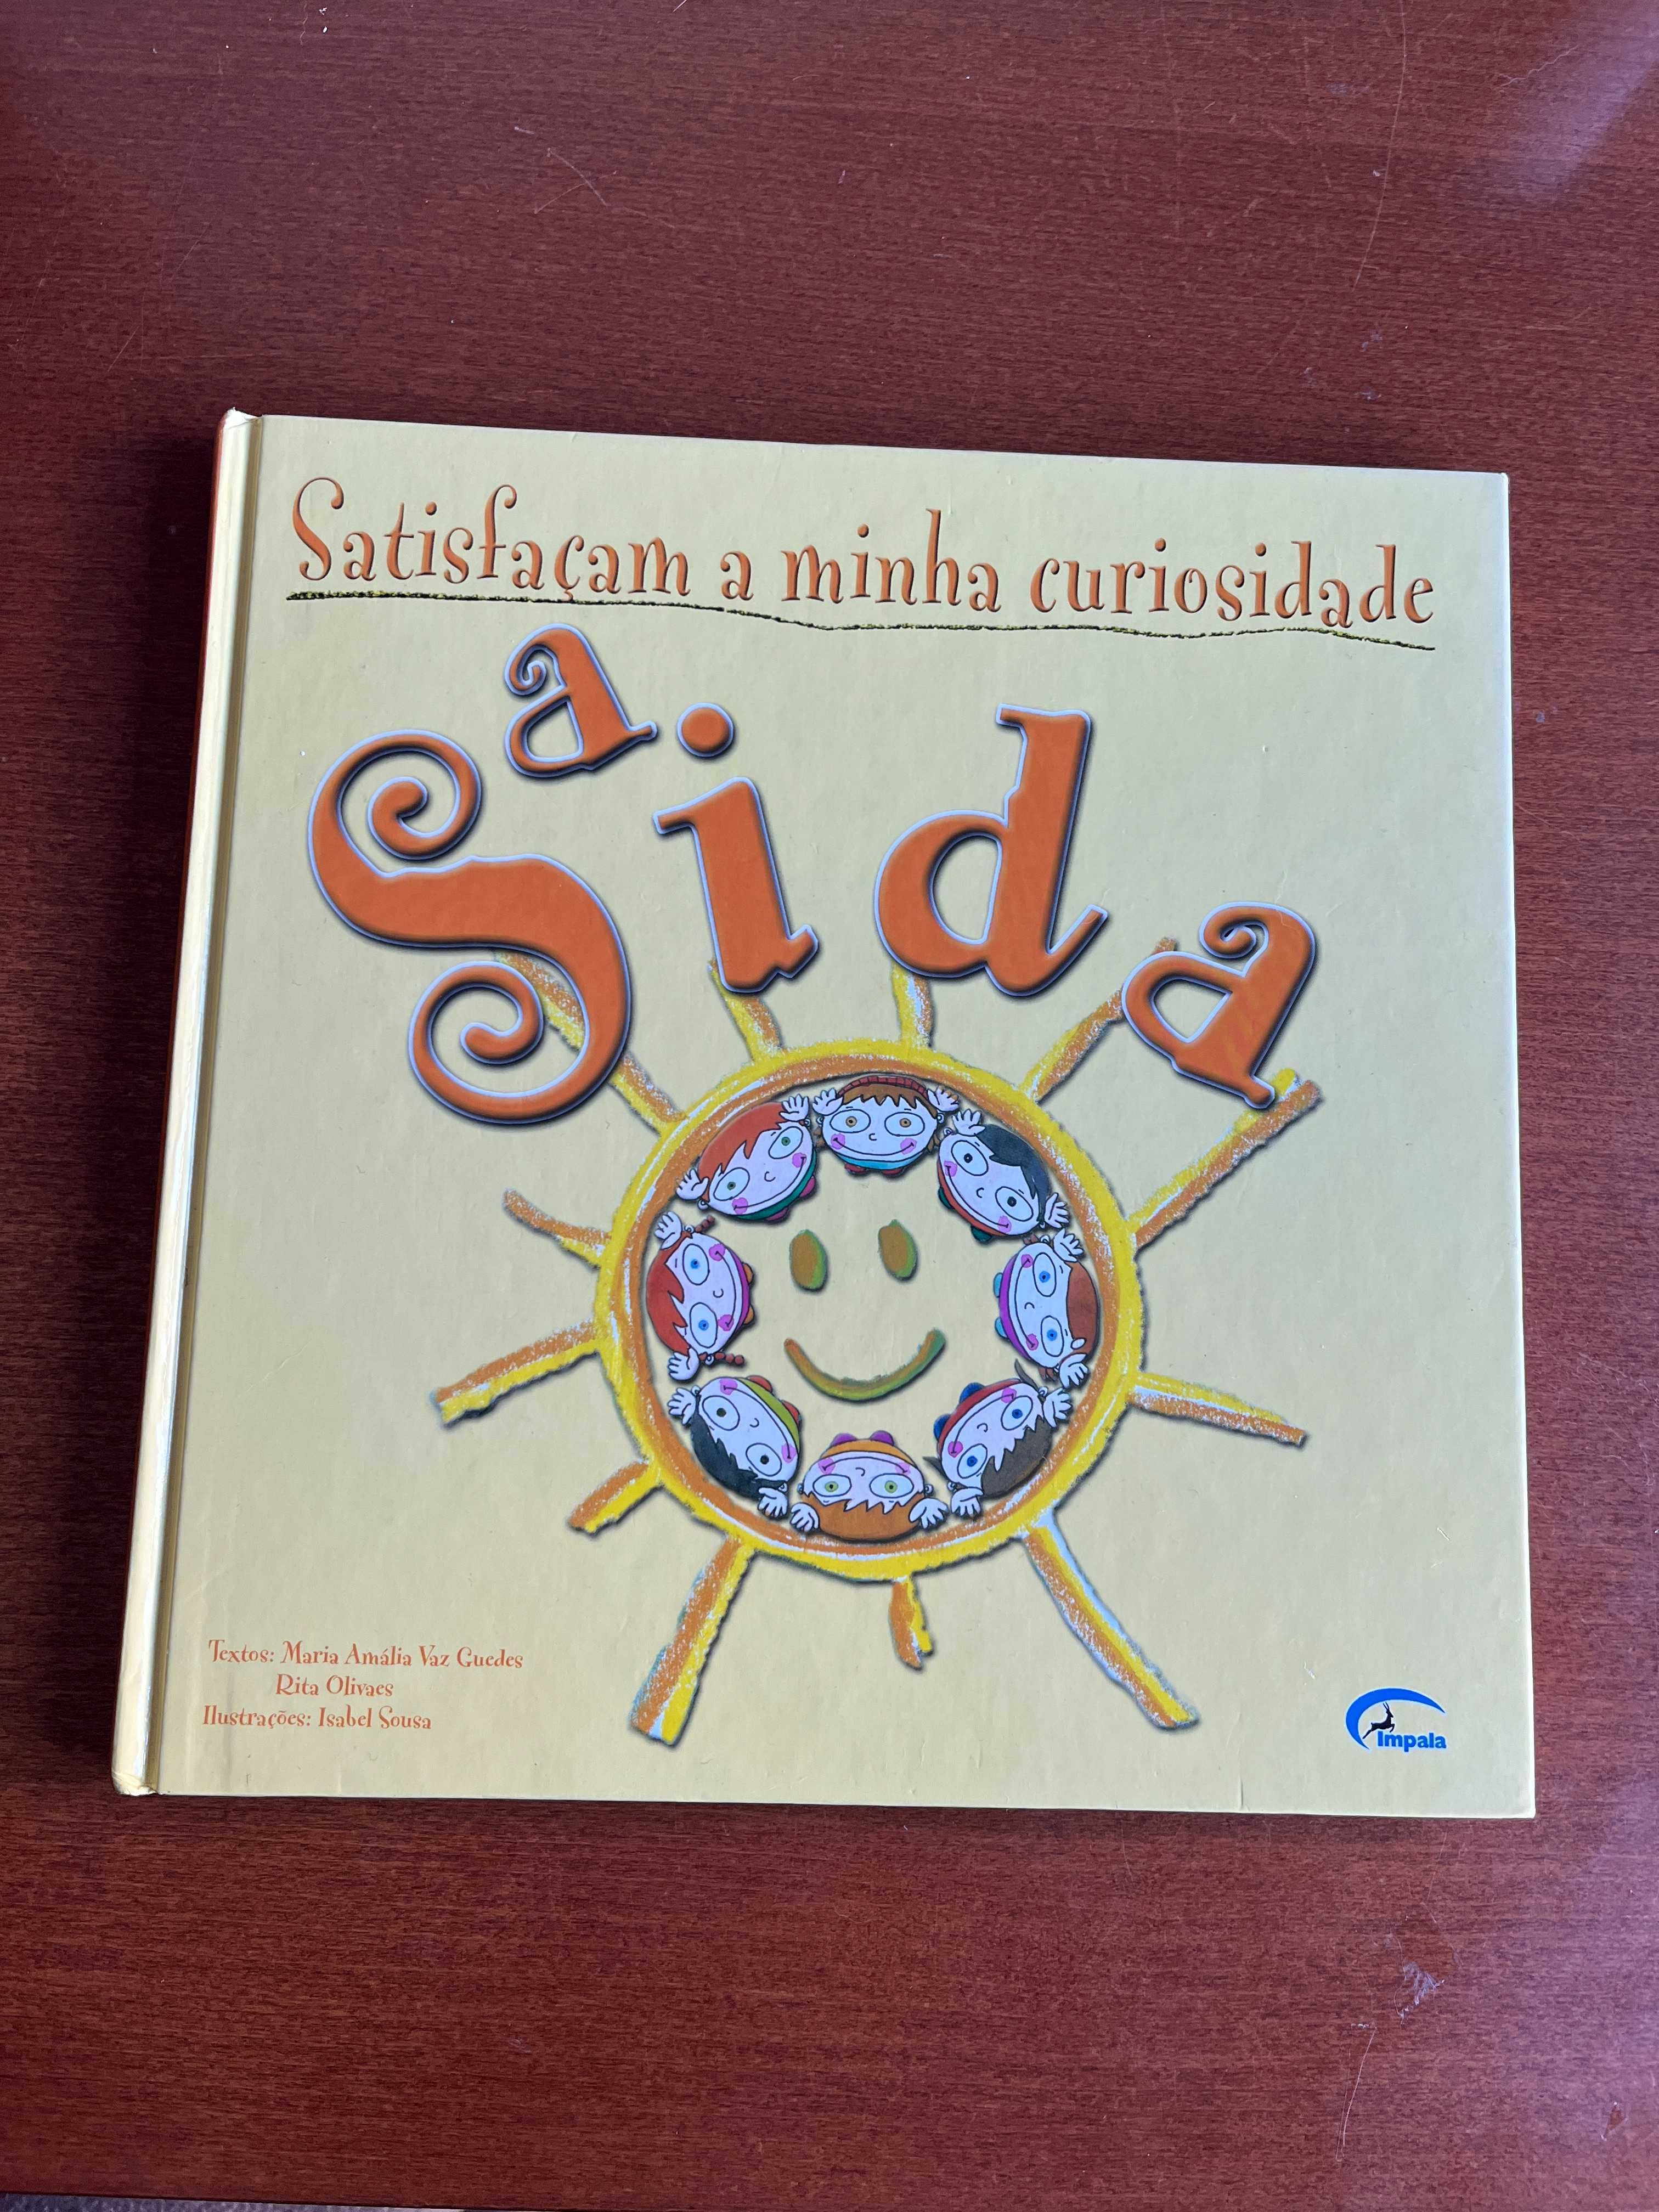 Satisfaçam a minha curiosidade
a
Sida
Textos: Maria Amália Vaz Guedes
Rita Olivaes
Ilustrações: Isabel Sousa
Impala